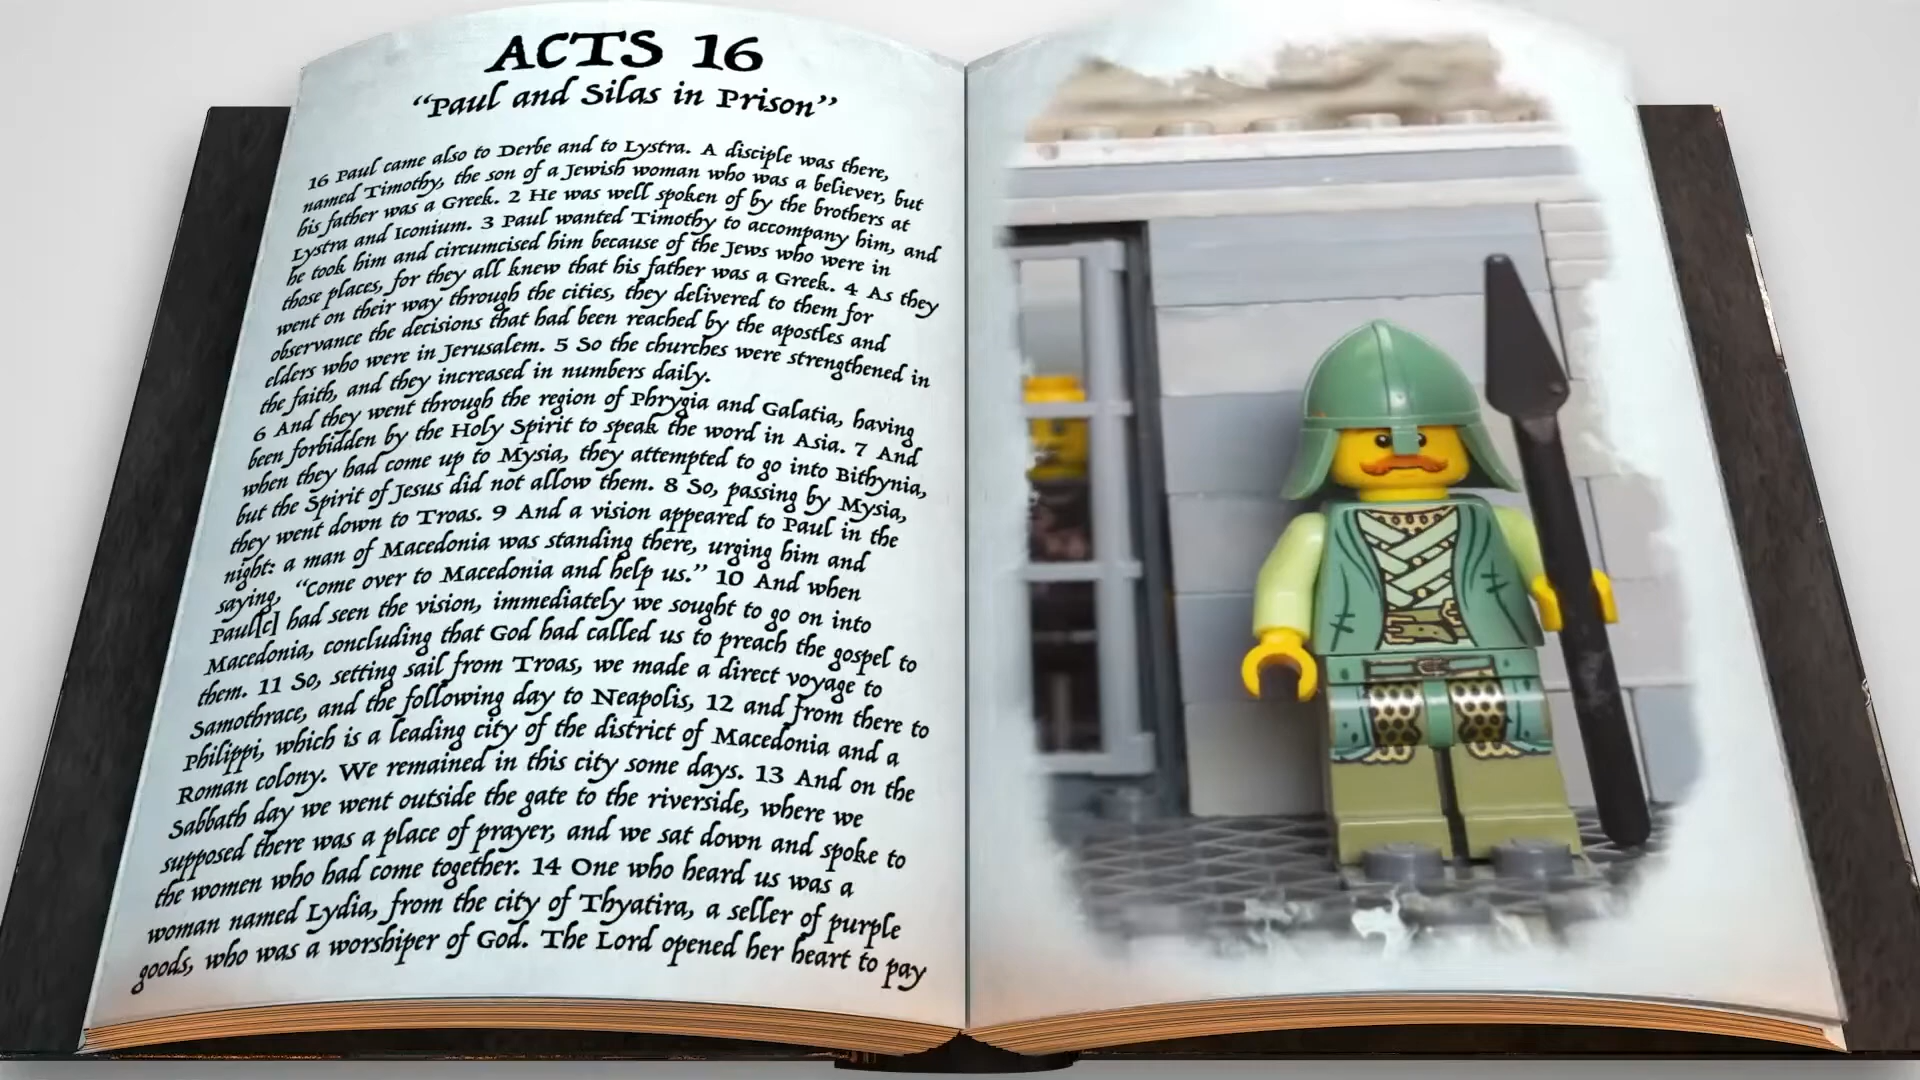 ACTS 16
“Paul and Silas in Prison”
16 Paul came also to Derbe and to Lystra. A disciple was there,
named Timothy, the son of a Jewish woman who was a believer, but
his father was a Greek. 2 He was well spoken of by the brothers at
Lystra and Iconium. 3 Paul wanted Timothy to accompany him, and
he took him and circumcised him because of the Jews who were in
those places, for they all knew that his father was a Greek. 4 As they
went on their way through the cities, they delivered to them for
observance the decisions that had been reached by the apostles and
elders who were in Jerusalem. 5 So the churches were strengthened in
the faith, and they increased in numbers daily.
6 And they went through the region of Phrygia and Galatia, having
been forbidden by the Holy Spirit to speak the word in Asia. 7 And
when they had come up to Mysia, they attempted to go into Bithynia,
but the Spirit of Jesus did not allow them. 8 So, passing by Mysia,
they went down to Troas. 9 And a vision appeared to Paul in the
night: a man of Macedonia was standing there, urging him and
saying, “Come over to Macedonia and help us.” 10 And when
Paul[c] had seen the vision, immediately we sought to go on into
Macedonia, concluding that God had called us to preach the gospel to
them. 11 So, setting sail from Troas, we made a direct voyage to
Samothrace, and the following day to Neapolis, 12 and from there to
Philippi, which is a leading city of the district of Macedonia and a
Roman colony. We remained in this city some days. 13 And on the
Sabbath day we went outside the gate to the riverside, where we
supposed there was a place of prayer, and we sat down and spoke to
the women who had come together. 14 One who heard us was a
woman named Lydia, from the city of Thyatira, a seller of purple
goods, who was a worshiper of God. The Lord opened her heart to pay